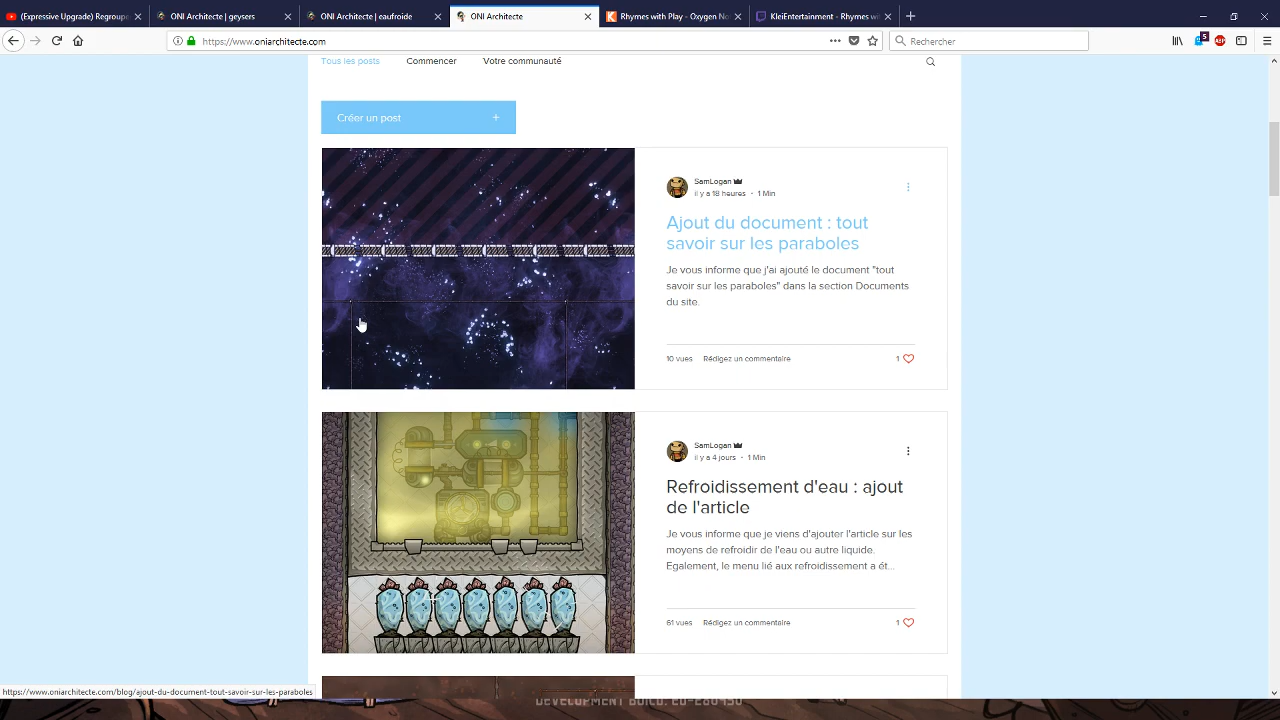 (Expressive Upgrade) Regroupe
ONI Architecte | geysers
ONI Architecte | eaufroide
ONI Architecte
Rhymes with Play - Oxygen No
KleiEntertainment - Rhymes wi
https://www.oniarchitecte.com
Rechercher
5
ABP
Tous les posts
Commencer
Votre communauté
Créer un post +
SamLogan
il y a 18 heures · 1 Min
Ajout du document : tout
savoir sur les paraboles
Je vous informe que j'ai ajouté le document "tout
savoir sur les paraboles" dans la section Documents
du site.
10 vues
Rédigez un commentaire
1
SamLogan
il y a 4 jours · 1 Min
Refroidissement d'eau : ajout
de l'article
Je vous informe que je viens d'ajouter l'article sur les
moyens de refroidir de l'eau ou autre liquide.
Egalement, le menu lié aux refroidissement a ét...
61 vues
Rédigez un commentaire
1
https://www.oniarchitecte.com/blog/ajout-du-document-tout-savoir-sur-les-paraboles